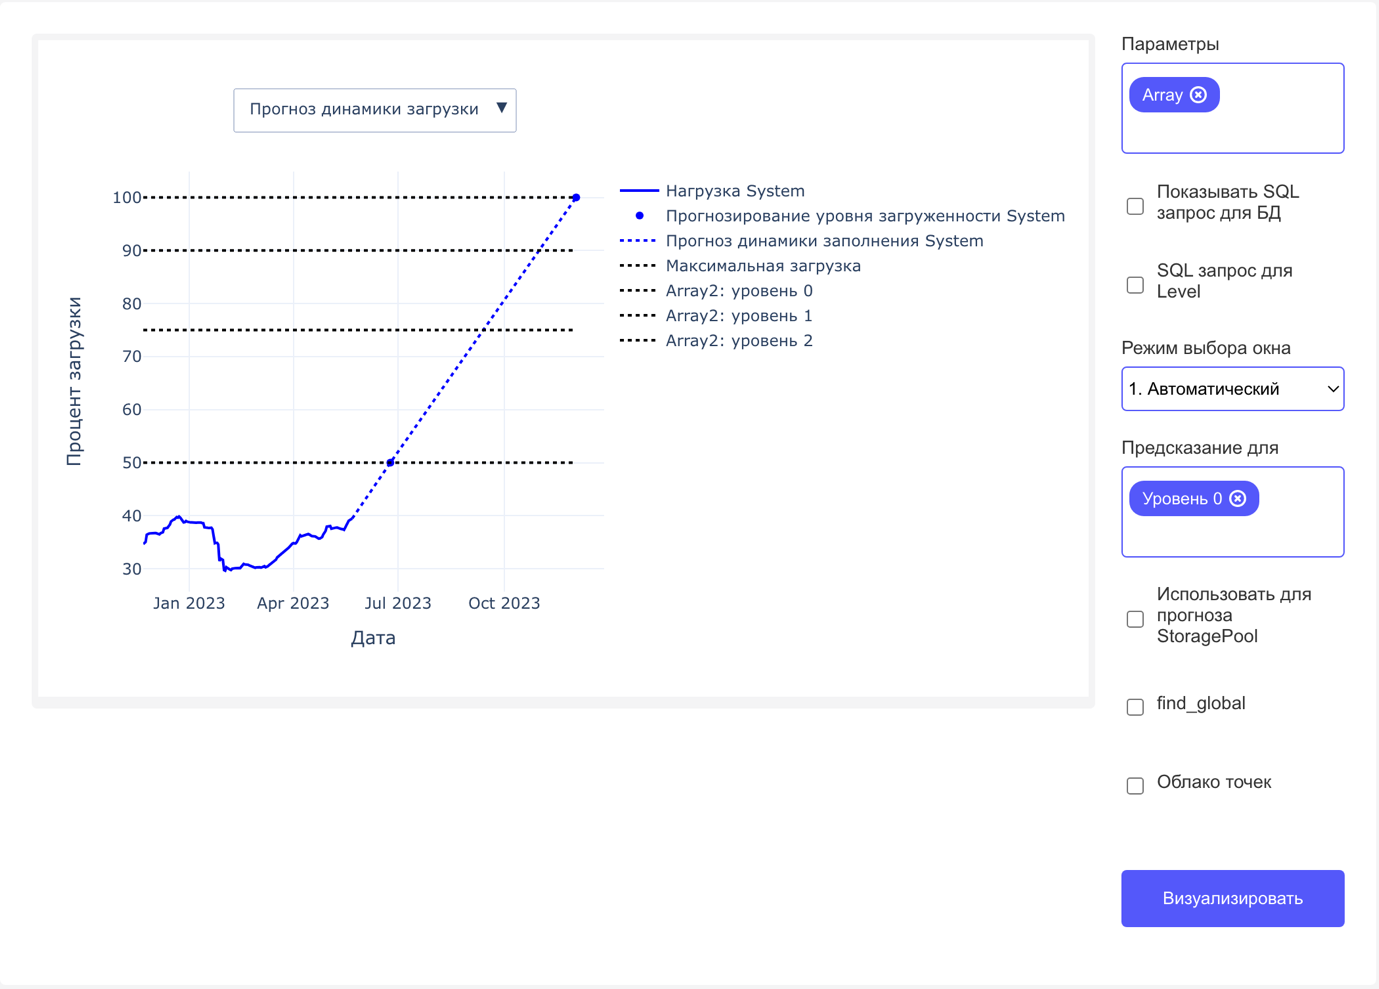 Прогноз динамики загрузки ▼
Процент загрузки
100
90
80
70
60
50
40
30
Jan 2023
Apr 2023
Jul 2023
Oct 2023
Дата
Нагрузка System
Прогнозирование уровня загруженности System
Прогноз динамики заполнения System
Максимальная загрузка
Array2: уровень 0
Array2: уровень 1
Array2: уровень 2
Параметры
Array
Показывать SQL
запрос для БД
SQL запрос для
Level
Режим выбора окна
1. Автоматический
Предсказание для
Уровень 0
Использовать для
прогноза
StoragePool
find_global
Облако точек
Визуализировать